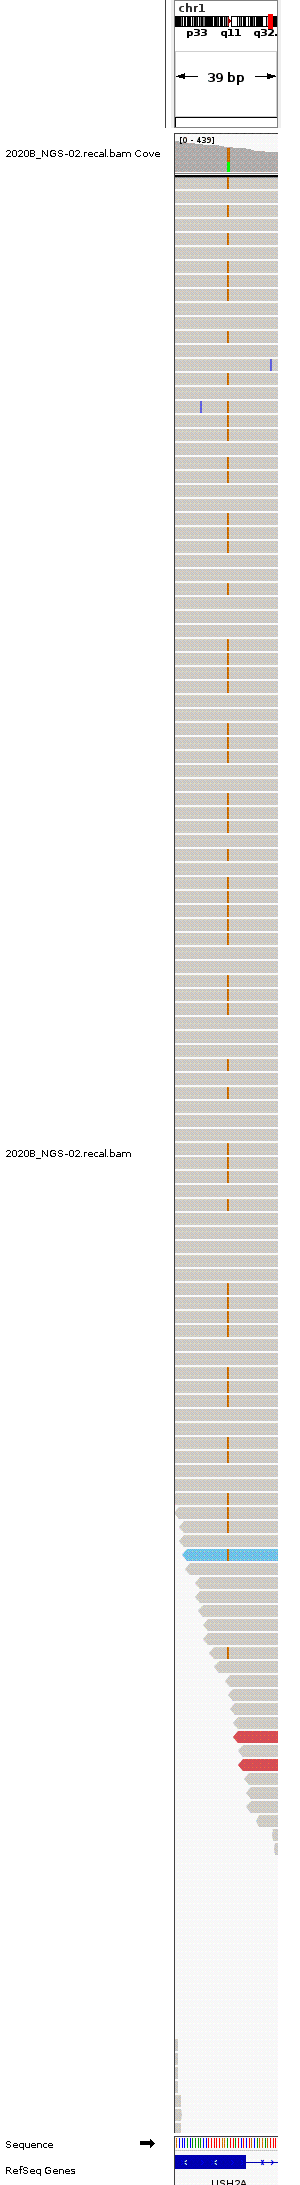 chr1
p33 q11 q32.
39 bp
[0 - 439]
2020B_NGS-02.recal.bam Cove
2020B_NGS-02.recal.bam
Sequence
RefSeq Genes
USH2A